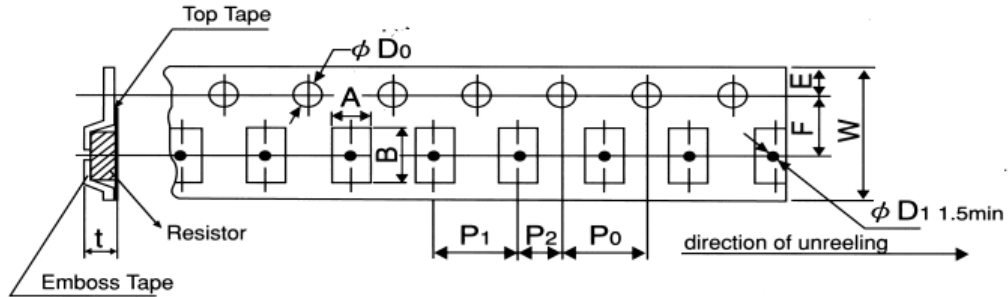 Top Tape
ϕ D0
A
B
E
F
W
ϕ D1 1.5min
t
Resistor
P1
P2
P0
direction of unreeling
Emboss Tape